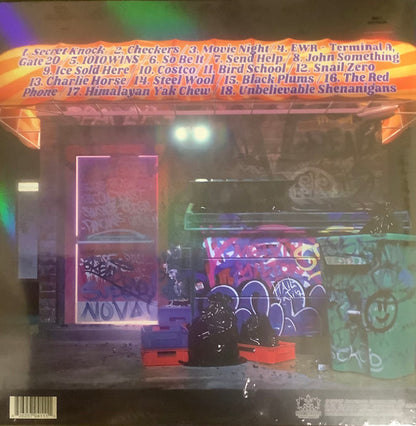 1. Secret Knock 2. Checkers 3. Movie Night 4. EWR - Terminal A,
Gate 20 5. 1010WINS 6. So Be It 7. Send Help 8. John Something
9. Ice Sold Here 10. Costco 11. Bird School 12. Snail Zero
13. Charlie Horse 14. Steel Wool 15. Black Plums 16. The Red
Phone 17. Himalayan Yak Chew 18. Unbelievable Shenanigans
NOVA
HAIL